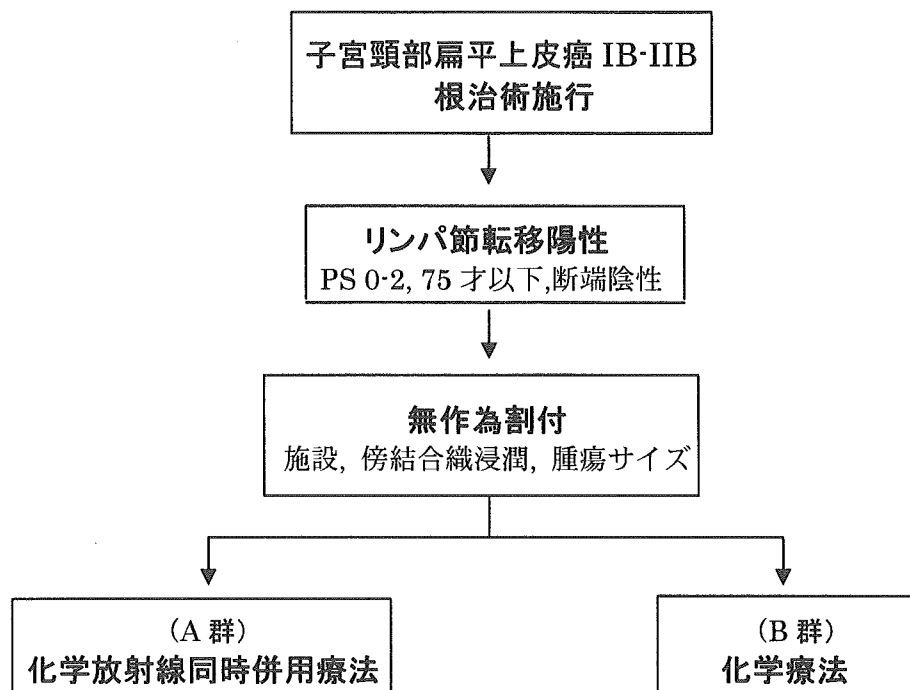 子宮頸部扁平上皮癌 IB-IIB
根治術施行
リンパ節転移陽性
PS 0-2, 75 才以下,断端陰性
無作為割付
施設, 傍結合織浸潤, 腫瘍サイズ
(A 群)
化学放射線同時併用療法
(B 群)
化学療法